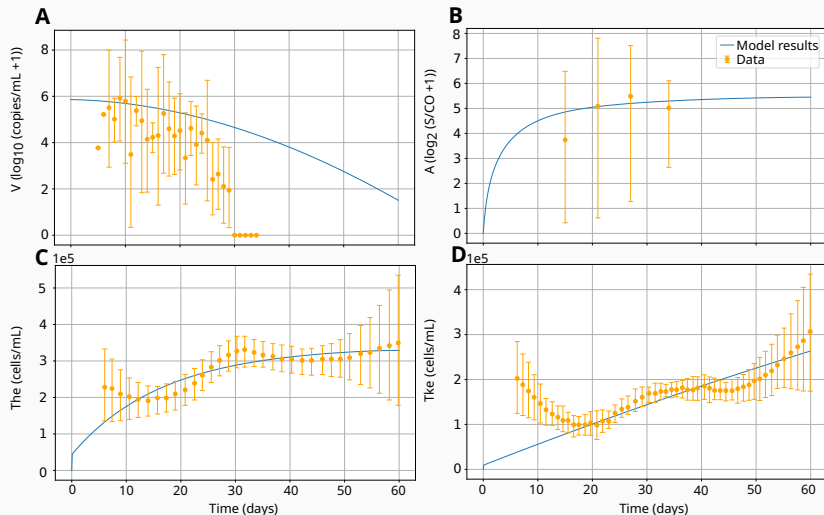 A
V (log10 (copies/mL +1))
8
6
4
2
0
B
A (log2 (S/CO +1))
8
7
6
5
4
3
2
1
0
Model results
Data
C
1e5
The (cells/mL)
5
4
3
2
1
0
0 10 20 30 40 50 60
Time (days)
D
1e5
Tke (cells/mL)
4
3
2
1
0
0 10 20 30 40 50 60
Time (days)